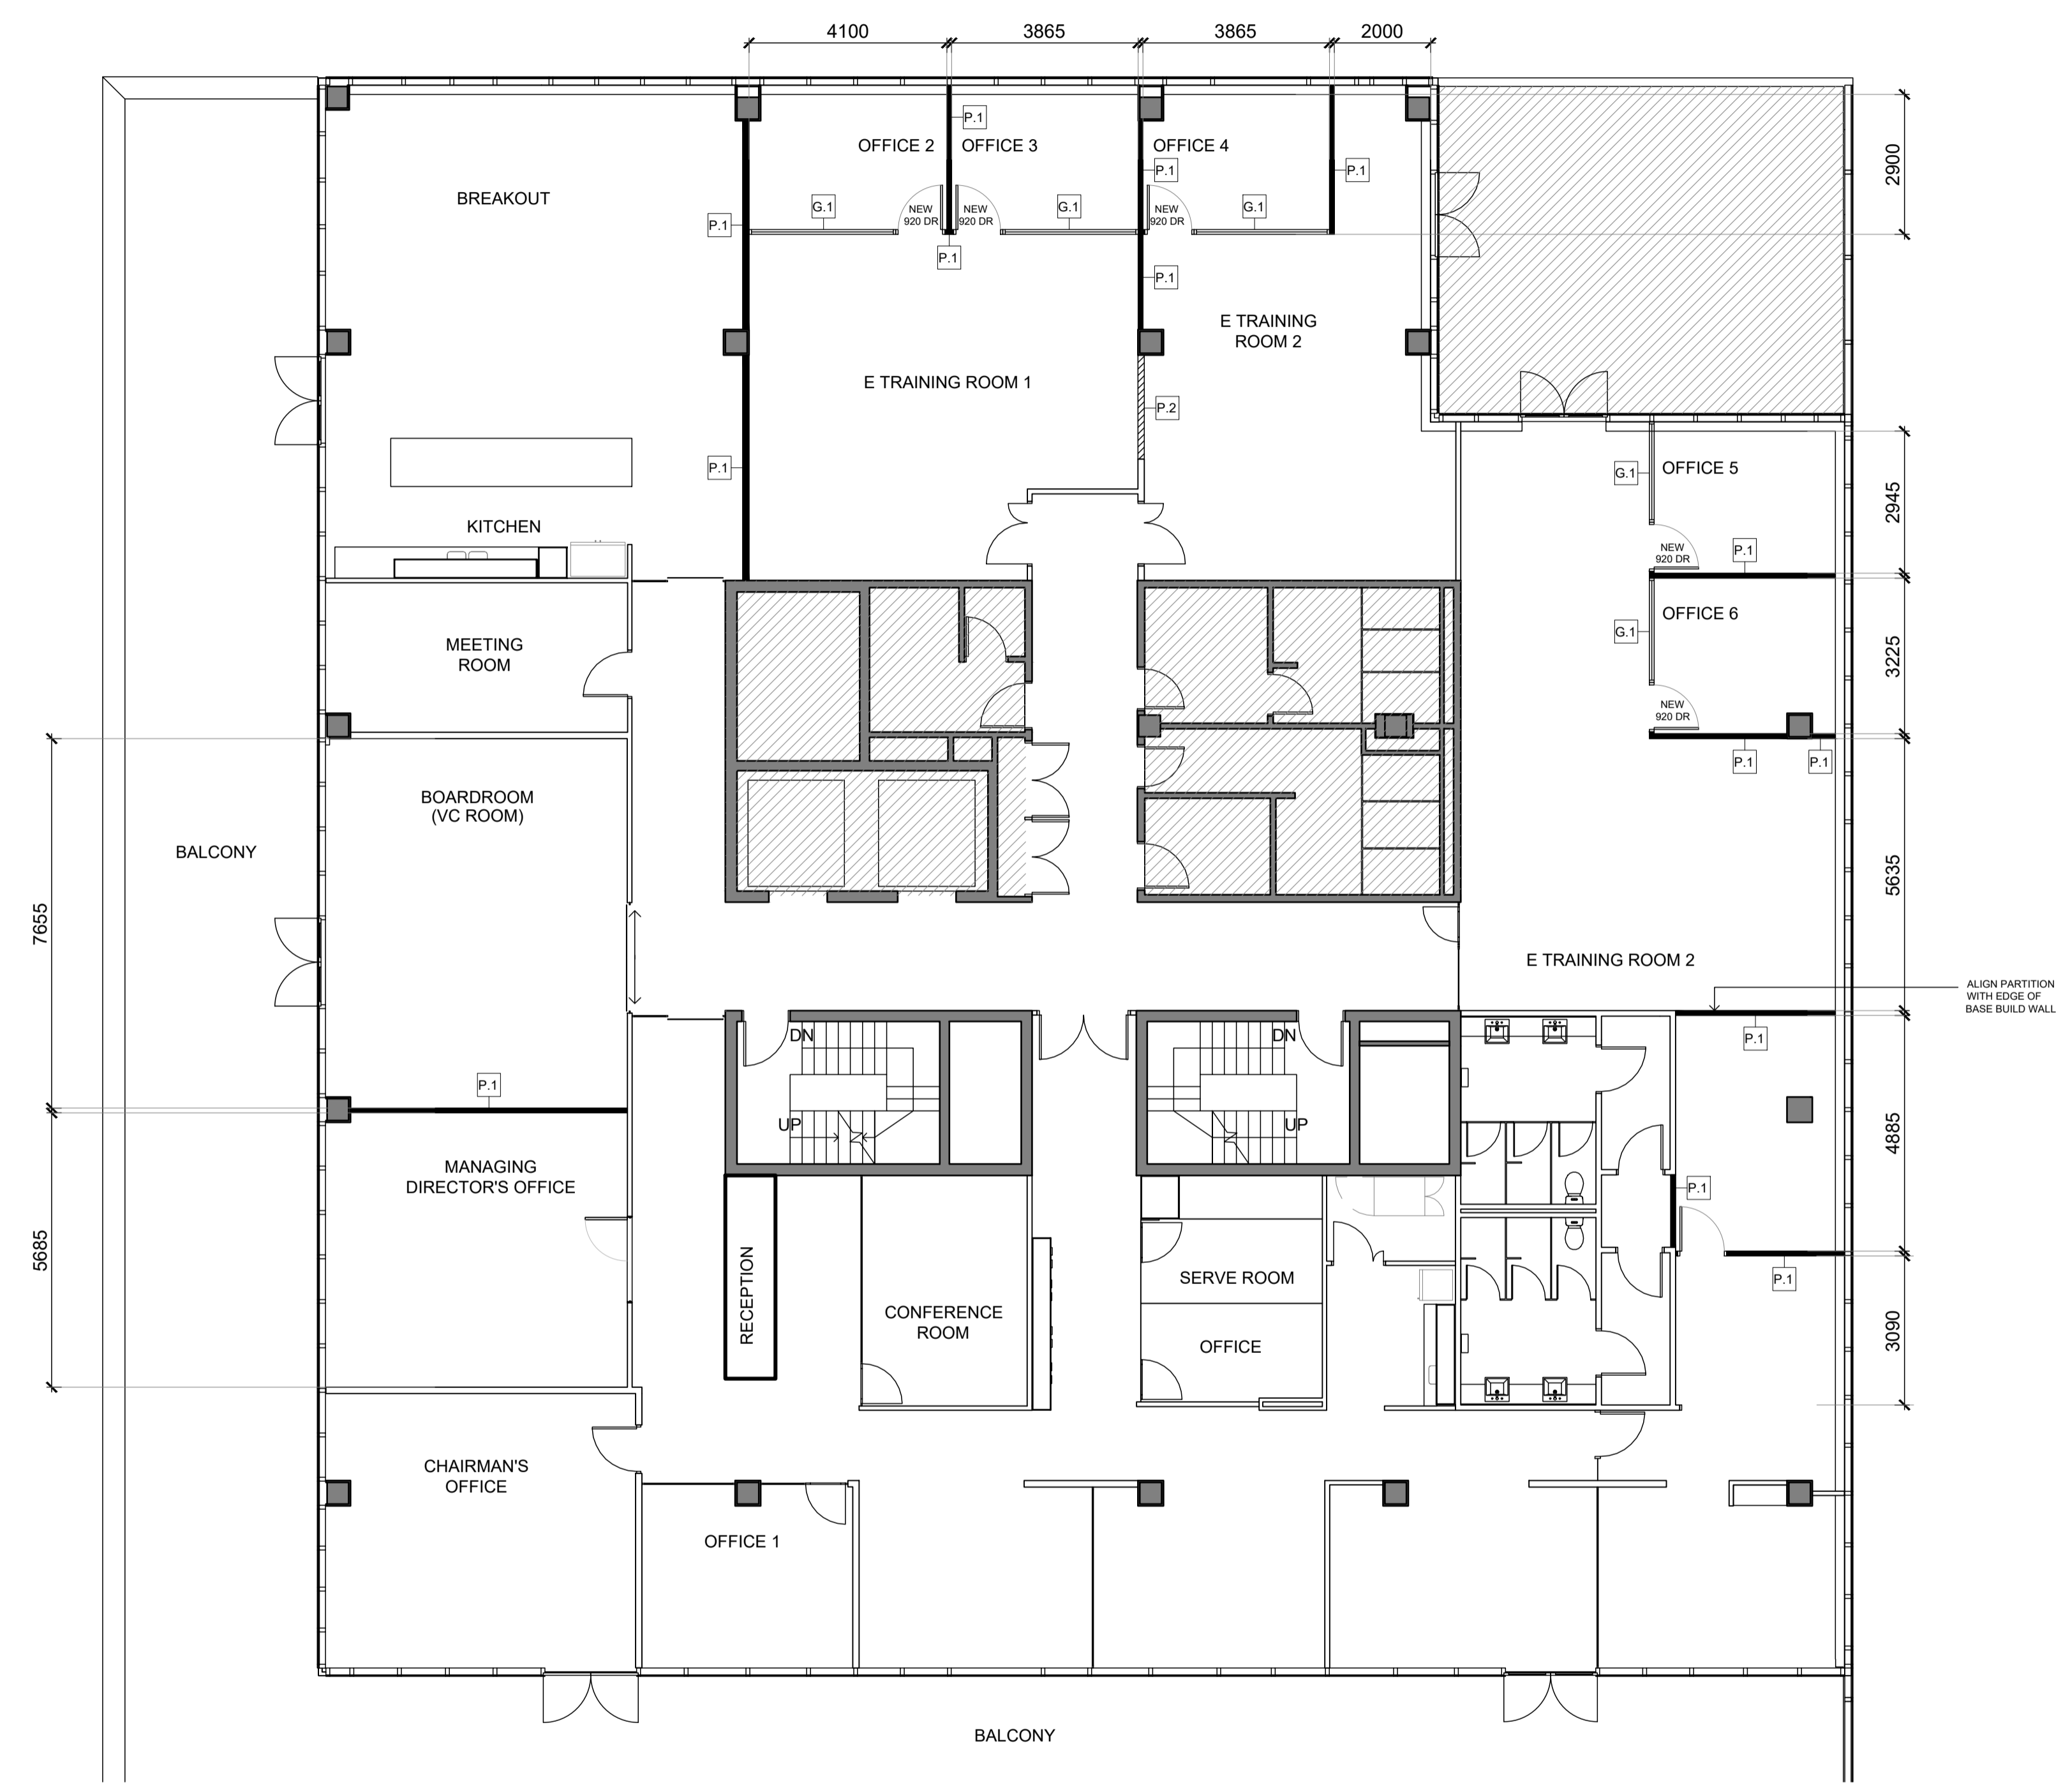 4100
3865
3865
2000
2900
OFFICE 2
OFFICE 3
OFFICE 4
P.1
P.1
P.1
BREAKOUT
P.1
G.1
NEW
920 DR
NEW
920 DR
G.1
NEW
920 DR
G.1
P.1
P.1
E TRAINING
ROOM 2
E TRAINING ROOM 1
P.2
P.1
KITCHEN
G.1
OFFICE 5
2945
NEW
920 DR
P.1
MEETING
ROOM
G.1
OFFICE 6
3225
NEW
920 DR
P.1
P.1
BOARDROOM
(VC ROOM)
BALCONY
7655
5635
E TRAINING ROOM 2
ALIGN PARTITION
WITH EDGE OF
BASE BUILD WALL
DN
DN
P.1
P.1
UP
UP
4885
MANAGING
DIRECTOR'S OFFICE
P.1
5685
RECEPTION
SERVE ROOM
P.1
CONFERENCE
ROOM
OFFICE
3090
CHAIRMAN'S
OFFICE
OFFICE 1
BALCONY